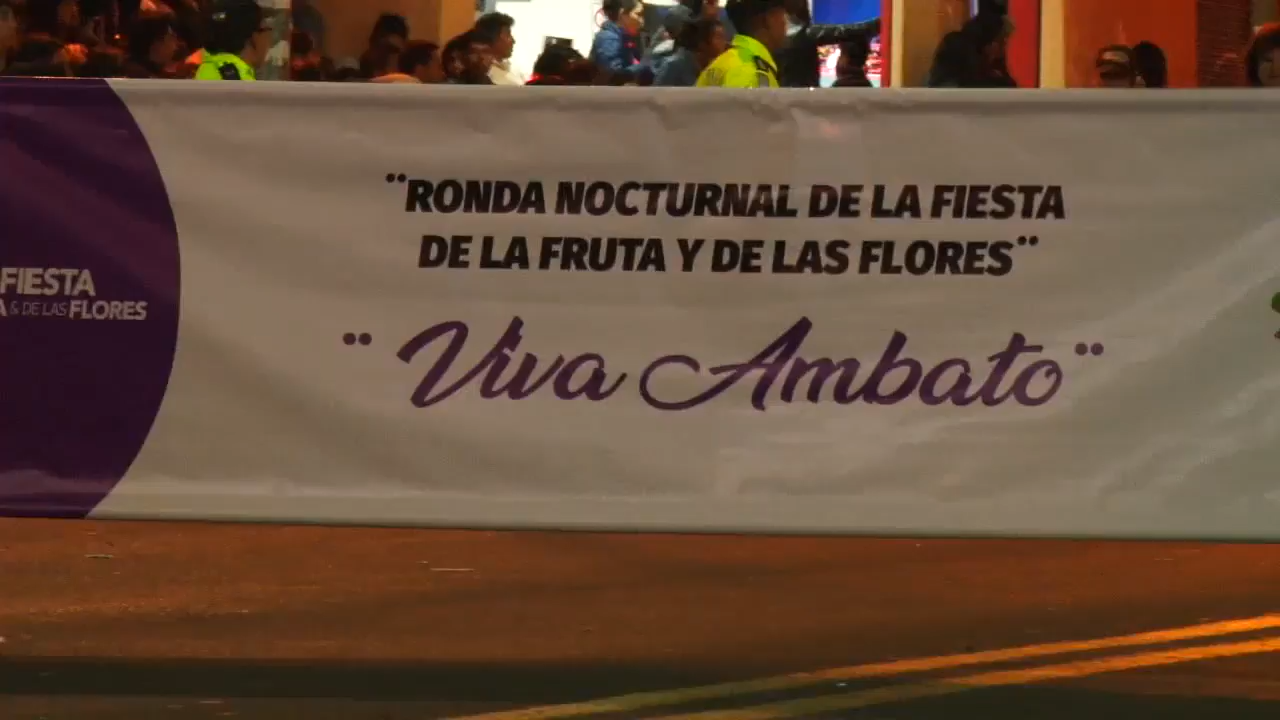 FIESTA
& DE LAS FLORES
¨RONDA NOCTURNAL DE LA FIESTA
DE LA FRUTA Y DE LAS FLORES¨
¨ Viva Ambato¨